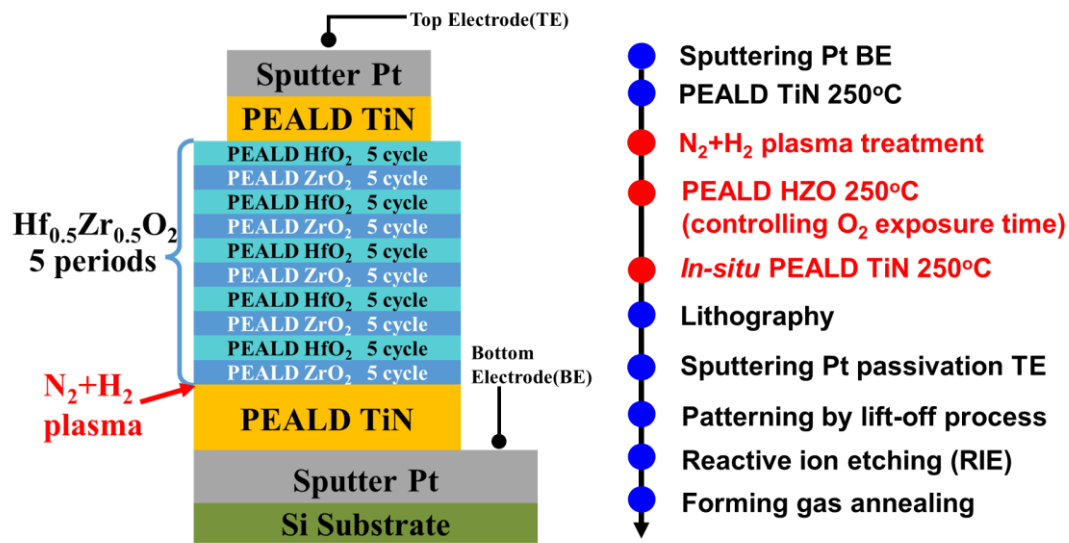 Top Electrode(TE)
Sputter Pt
PEALD TiN
PEALD HfO₂ 5 cycle
PEALD ZrO₂ 5 cycle
PEALD HfO₂ 5 cycle
PEALD ZrO₂ 5 cycle
PEALD HfO₂ 5 cycle
PEALD ZrO₂ 5 cycle
PEALD HfO₂ 5 cycle
PEALD ZrO₂ 5 cycle
PEALD HfO₂ 5 cycle
PEALD ZrO₂ 5 cycle
Hf₀.₅Zr₀.₅O₂
5 periods
N₂+H₂
plasma
Bottom
Electrode(BE)
PEALD TiN
Sputter Pt
Si Substrate
Sputtering Pt BE
PEALD TiN 250°C
N₂+H₂ plasma treatment
PEALD HZO 250°C
(controlling O₂ exposure time)
In-situ PEALD TiN 250°C
Lithography
Sputtering Pt passivation TE
Patterning by lift-off process
Reactive ion etching (RIE)
Forming gas annealing